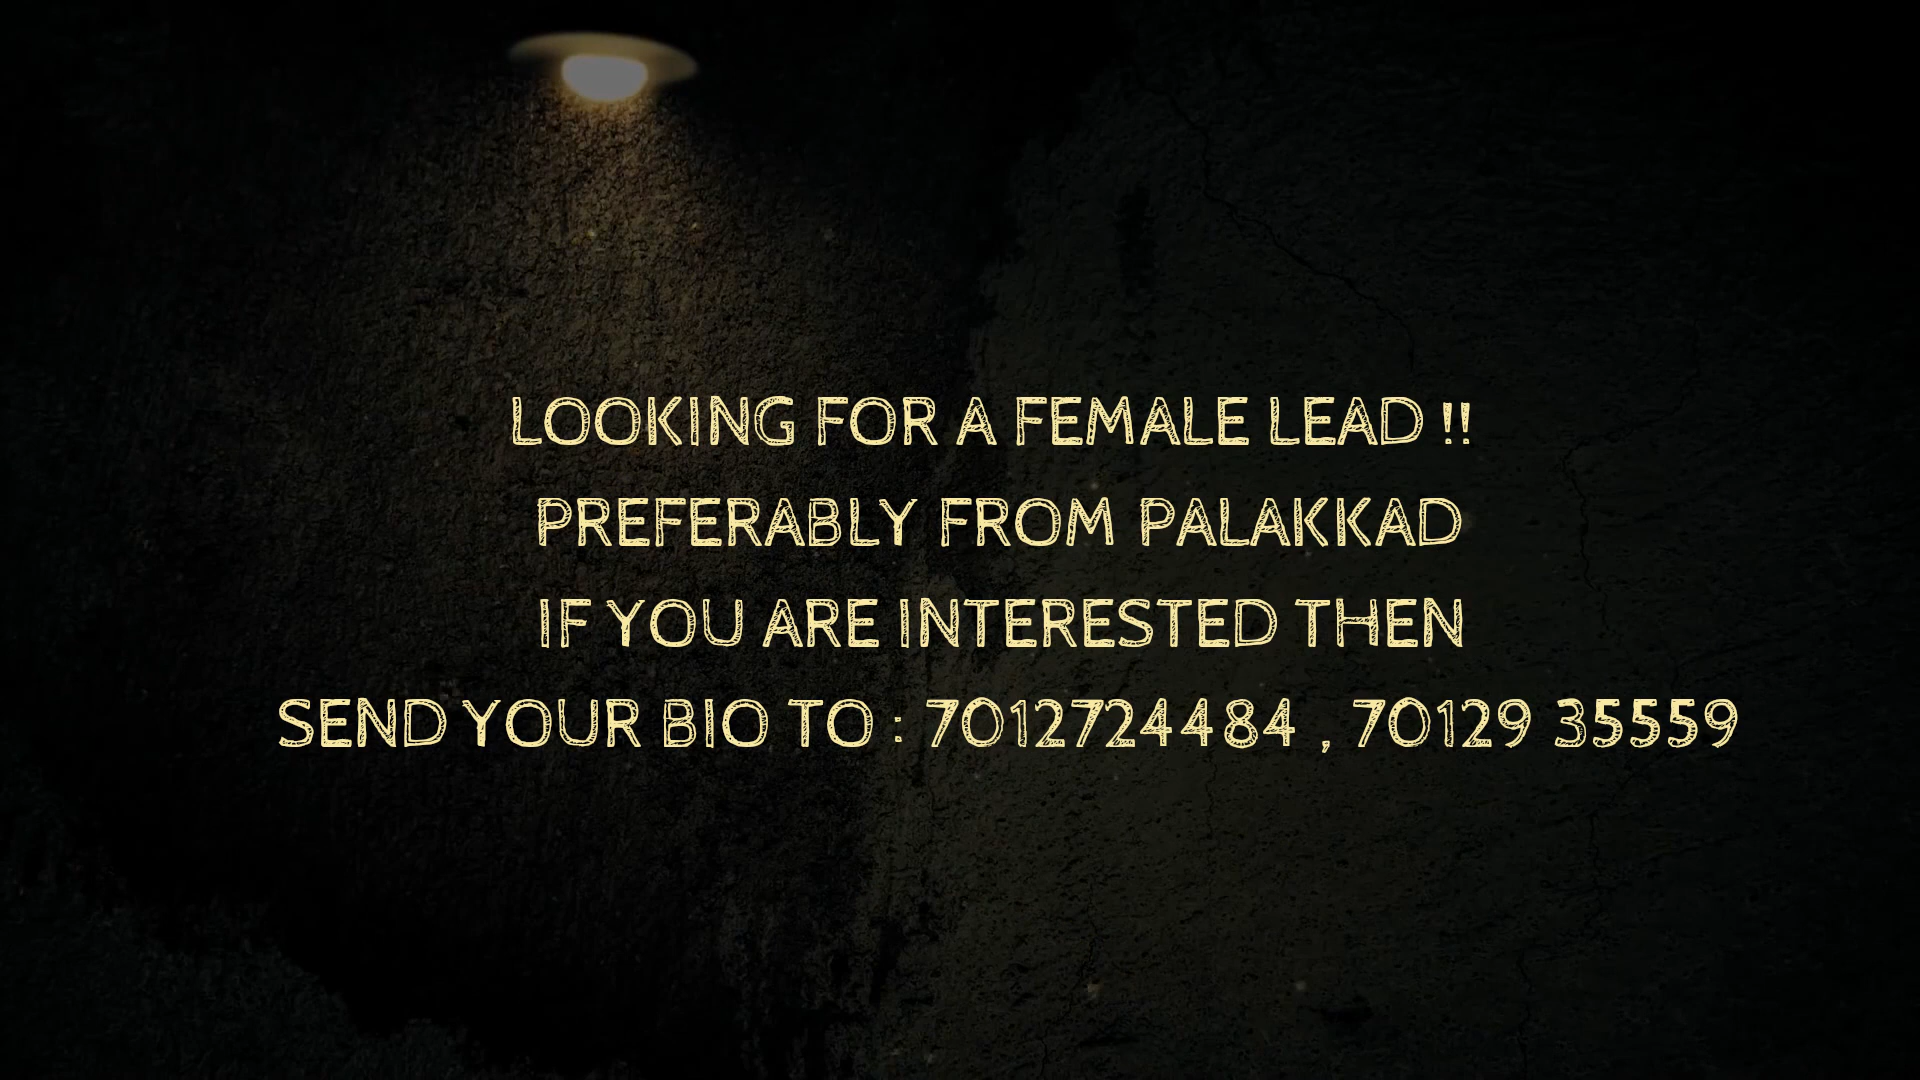 LOOKING FOR A FEMALE LEAD !!
PREFERABLY FROM PALAKKAD
IF YOU ARE INTERESTED THEN
SEND YOUR BIO TO : 7012724484 , 70129 35559